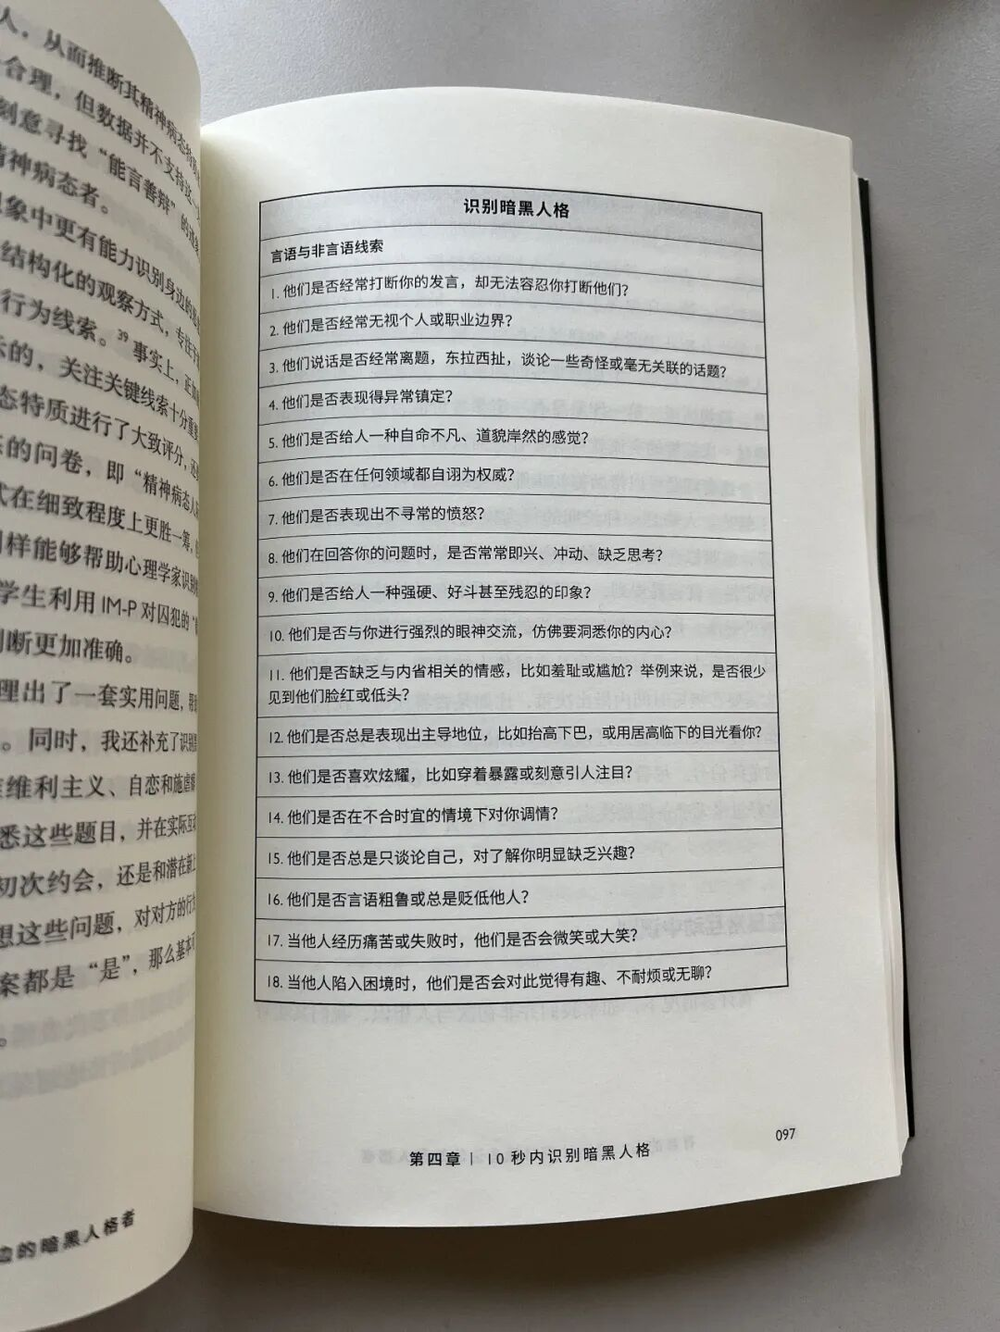 人，从而推断其精神病态特
合理，但数据并不支持这一
刻意寻找“能言善辩”的迹象
精神病态者。
象中更有能力识别身边的
结构化的观察方式，专注于
行为线索。39 事实上，正
示的，关注关键线索十分重要
态特质进行了大致评分，还
的问卷，即“精神病态人
式在细致程度上更胜一筹，
同样能够帮助心理学家识别
学生利用 IM-P 对囚犯的“
判断更加准确。
理出了一套实用问题，
。同时，我还补充了识别
维利主义、自恋和施虐
悉这些题目，并在实际互
初次约会，还是和潜在新
想这些问题，对对方的行
案都是“是”，那么基本
边的暗黑人格者
识别暗黑人格
言语与非言语线索
1. 他们是否经常打断你的发言，却无法容忍你打断他们？
2. 他们是否经常无视个人或职业边界？
3. 他们说话是否经常离题，东拉西扯，谈论一些奇怪或毫无关联的话题？
4. 他们是否表现得异常镇定？
5. 他们是否给人一种自命不凡、道貌岸然的感觉？
6. 他们是否在任何领域都自诩为权威？
7. 他们是否表现出不寻常的愤怒？
8. 他们在回答你的问题时，是否常常即兴、冲动、缺乏思考？
9. 他们是否给人一种强硬、好斗甚至残忍的印象？
10. 他们是否与你进行强烈的眼神交流，仿佛要洞悉你的内心？
11. 他们是否缺乏与内省相关的情感，比如羞耻或尴尬？举例来说，是否很少
见到他们脸红或低头？
12. 他们是否总是表现出主导地位，比如抬高下巴，或用居高临下的目光看你？
13. 他们是否喜欢炫耀，比如穿着暴露或刻意引人注目？
14. 他们是否在不合时宜的情境下对你调情？
15. 他们是否总是只谈论自己，对了解你明显缺乏兴趣？
16. 他们是否言语粗鲁或总是贬低他人？
17. 当他人经历痛苦或失败时，他们是否会微笑或大笑？
18. 当他人陷入困境时，他们是否会对此觉得有趣、不耐烦或无聊？
097
第四章 | 10 秒内识别暗黑人格